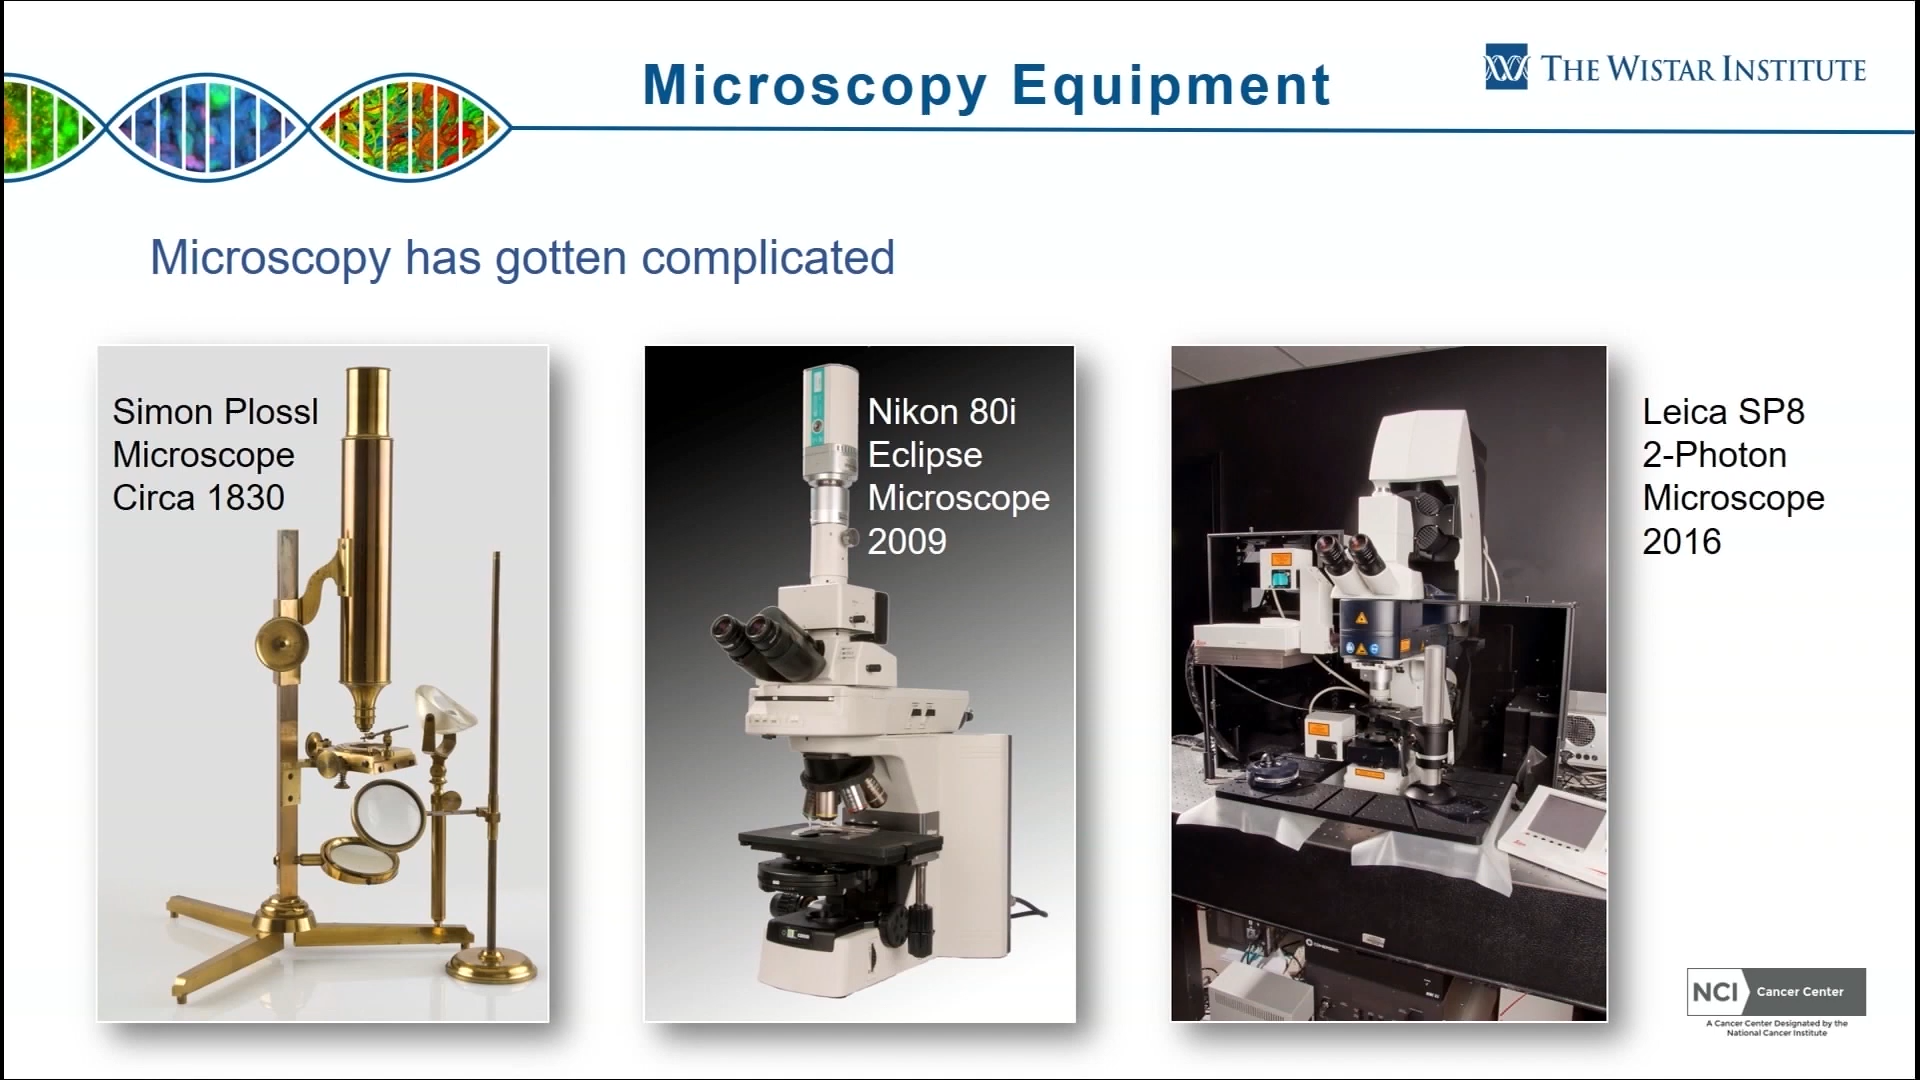 Microscopy Equipment
THE WISTAR INSTITUTE
Microscopy has gotten complicated
Simon Plossl
Microscope
Circa 1830
Nikon 80i
Eclipse
Microscope
2009
Leica SP8
2-Photon
Microscope
2016
NCI Cancer Center
A Cancer Center Designated by the
National Cancer Institute